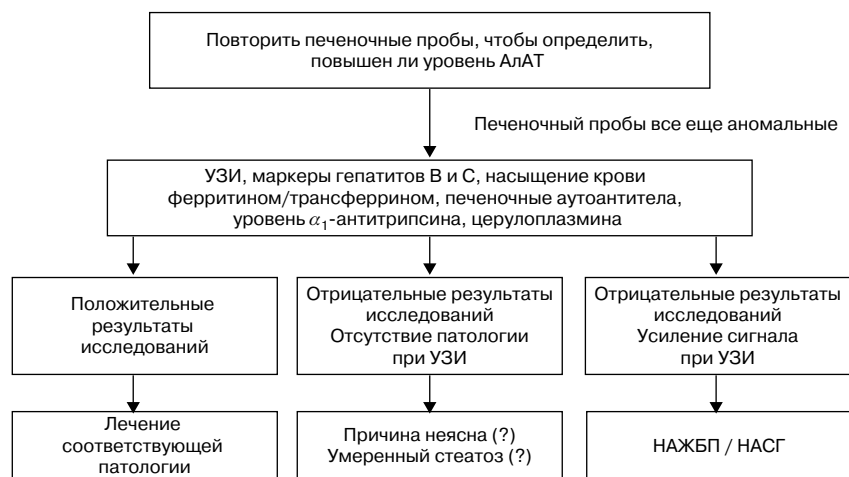 Повторить печеночные пробы, чтобы определить,
повышен ли уровень АлАТ
Печеночный пробы все еще аномальные
УЗИ, маркеры гепатитов В и С, насыщение крови
ферритином/трансферрином, печеночные аутоантитела,
уровень α₁-антитрипсина, церулоплазмина
Положительные
результаты
исследований
Отрицательные результаты
исследований
Отсутствие патологии
при УЗИ
Отрицательные результаты
исследований
Усиление сигнала
при УЗИ
Лечение
соответствующей
патологии
Причина неясна (?)
Умеренный стеатоз (?)
НАЖБП / НАСГ